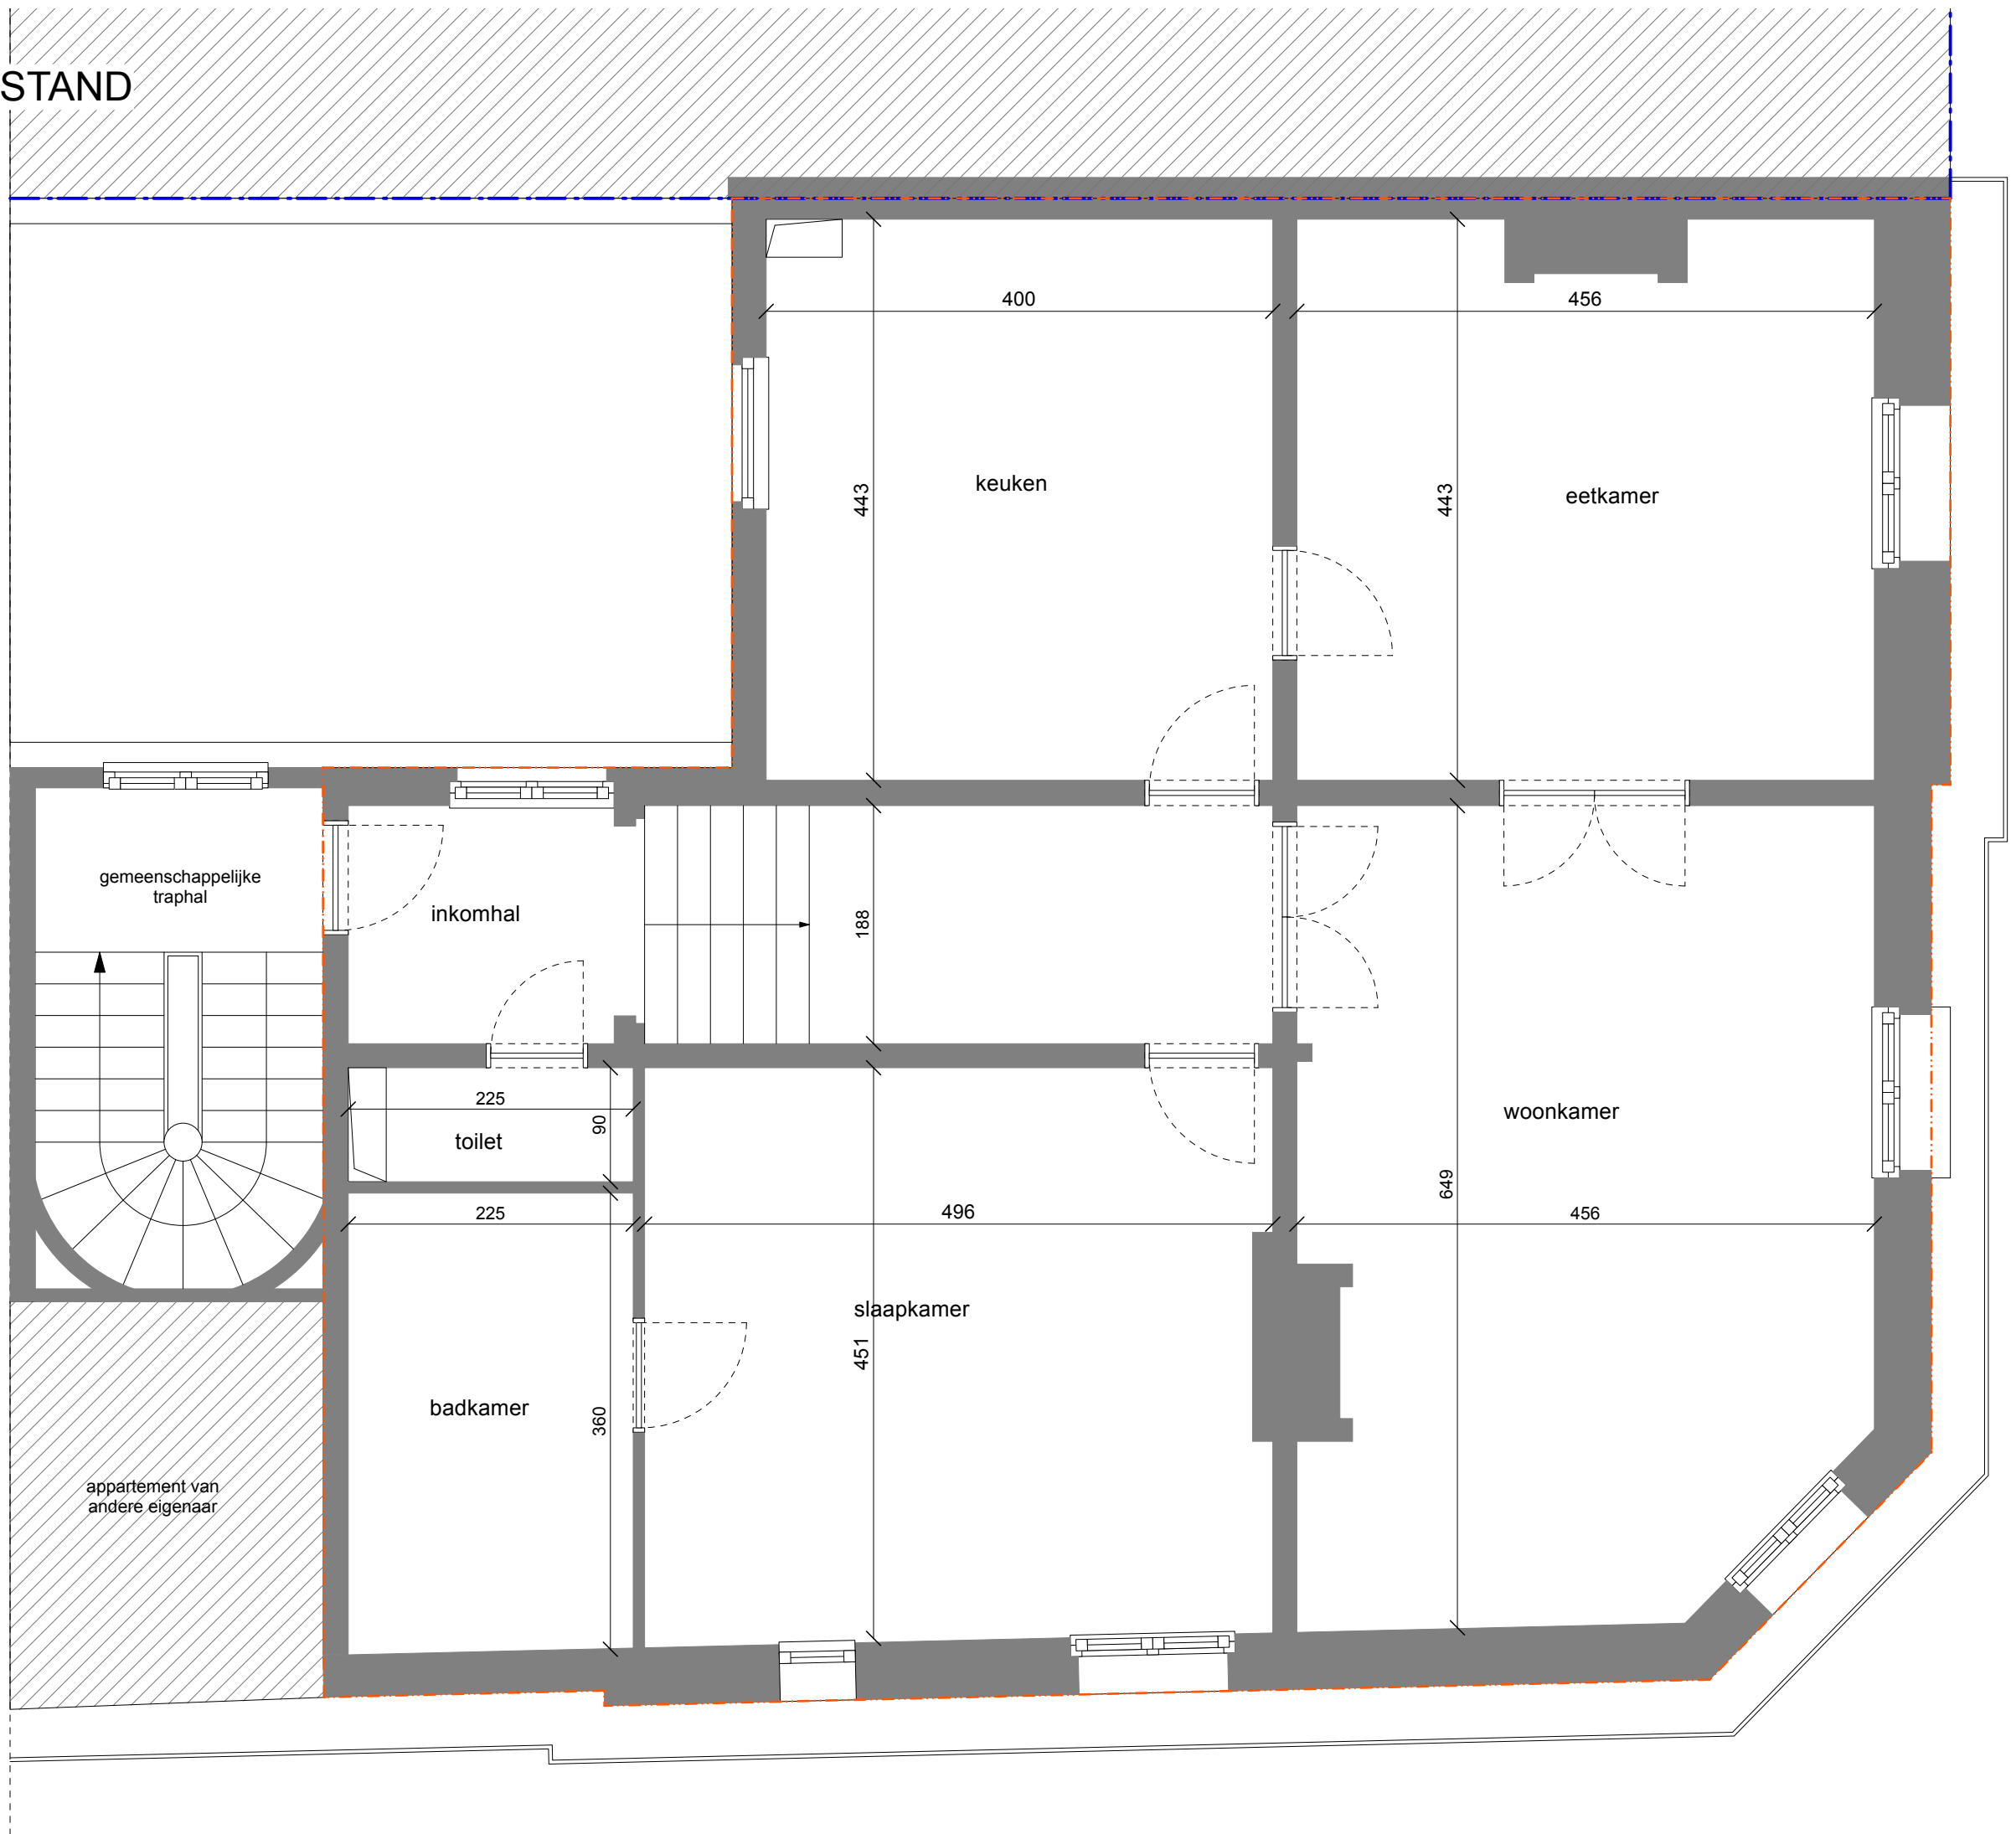 STAND
400
456
443
keuken
443
eetkamer
gemeenschappelijke
traphal
inkomhal
188
225
90
toilet
woonkamer
649
225
496
456
slaapkamer
451
badkamer
360
appartement van
andere eigenaar